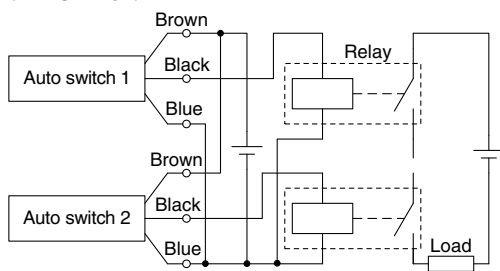 Brown
Auto switch 1
Black
Blue
Relay
Brown
Auto switch 2
Black
Blue
Load